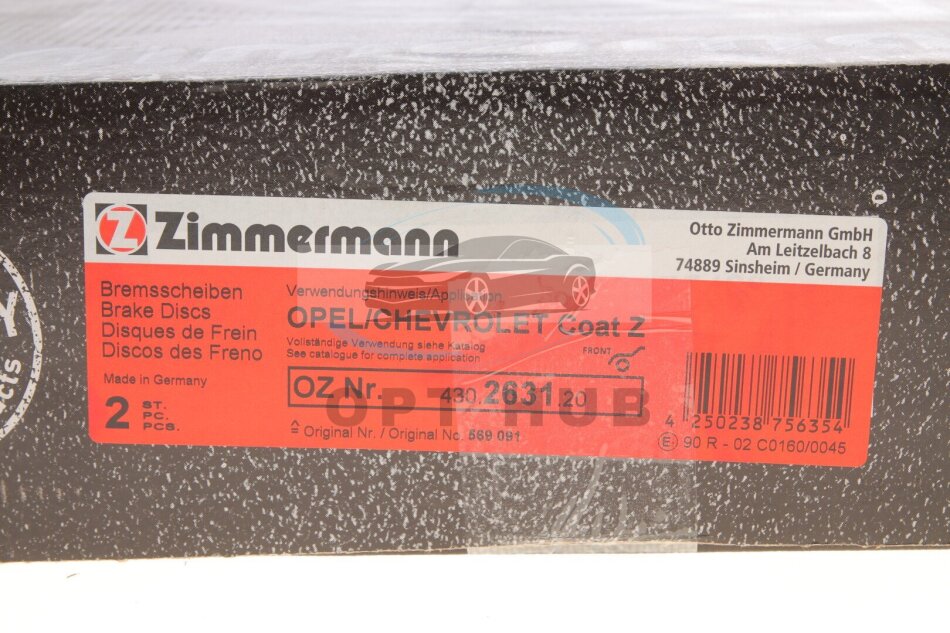 Z Zimmermann
Otto Zimmermann GmbH
Am Leitzelbach 8
74889 Sinsheim / Germany
Bremsscheiben
Brake Discs
Disques de Frein
Discos des Freno
Made in Germany
2 ST.
PC.
PCS.
Verwendungshinweis/Application:
OPEL/CHEVROLET Coat Z
Vollständige Verwendung siehe Katalog
See catalogue for complete application
FRONT
OZ Nr. 430.2631.20
≙ Original Nr. / Original No. 569 091
4 250238 756354
E1 90 R - 02 C0160/0045
OPT HUB